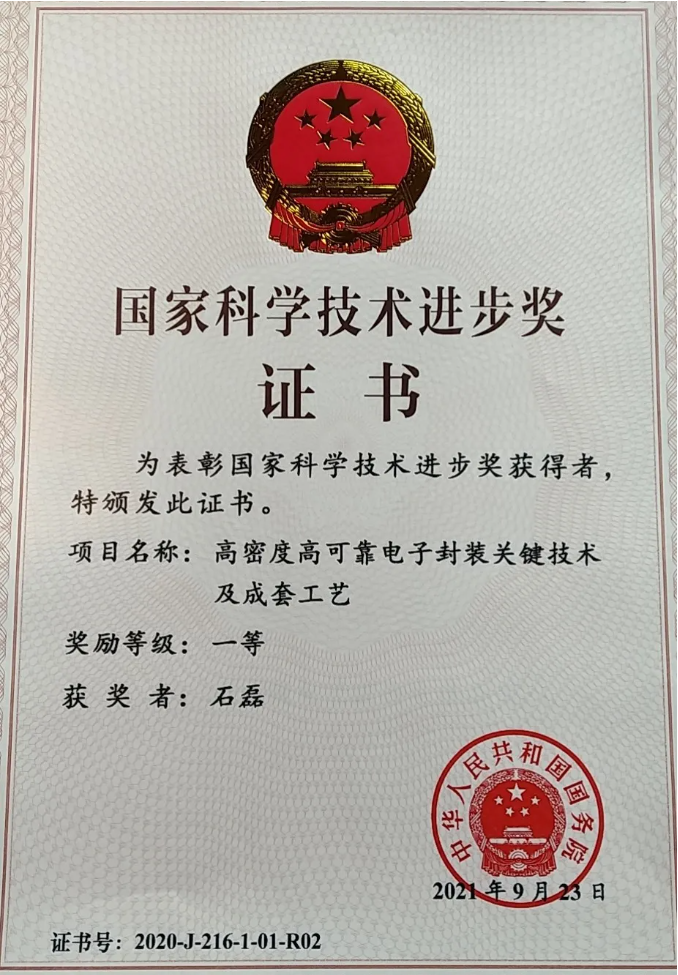 国家科学技术进步奖
证书
为表彰国家科学技术进步奖获得者，
特颁发此证书。
项目名称：高密度高可靠电子封装关键技术
及成套工艺
奖励等级：一等
获奖者：石磊
中华人民共和国国务院
2021年9月23日
证书号：2020-J-216-1-01-R02